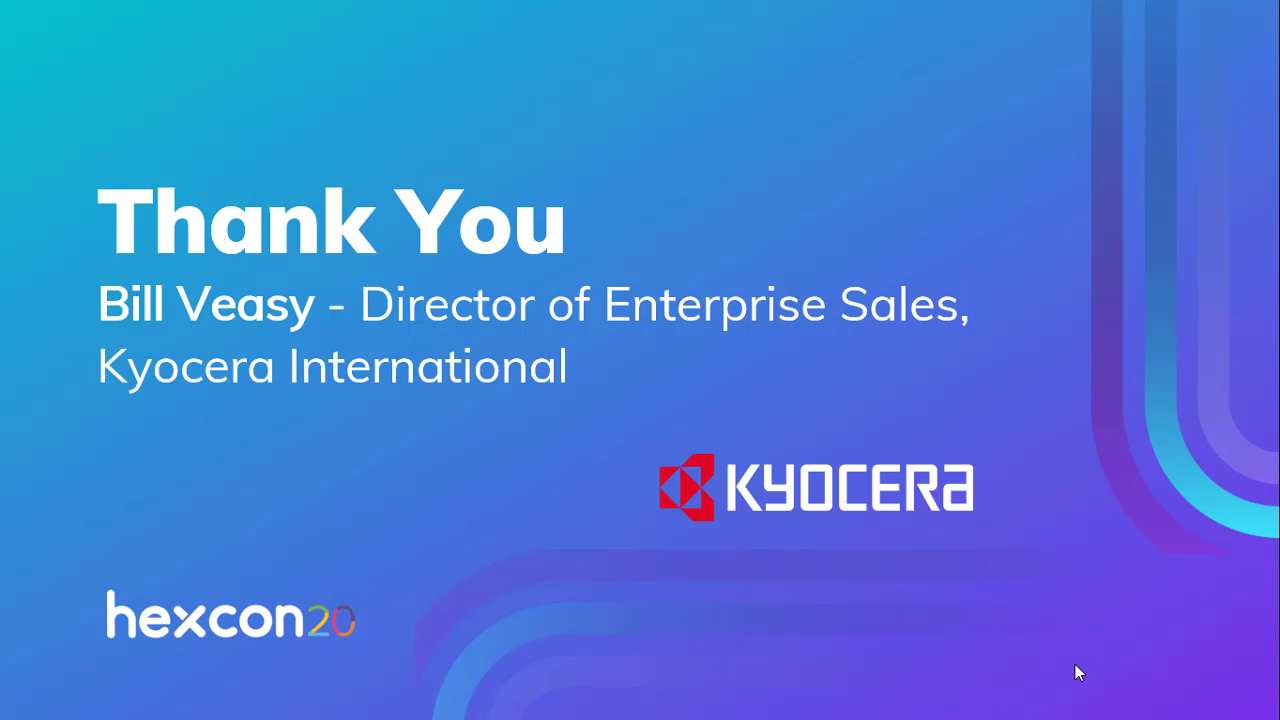 Thank You
Bill Veasy - Director of Enterprise Sales,
Kyocera International
KYOCERA
hexcon20